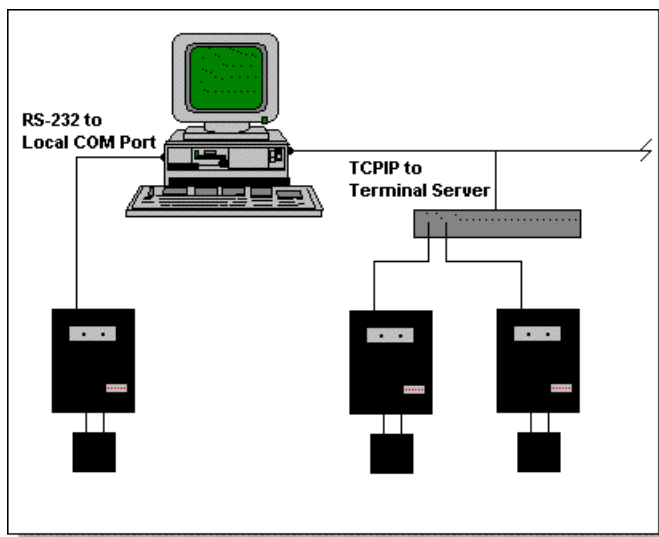 RS-232 to
Local COM Port
TCPIP to
Terminal Server